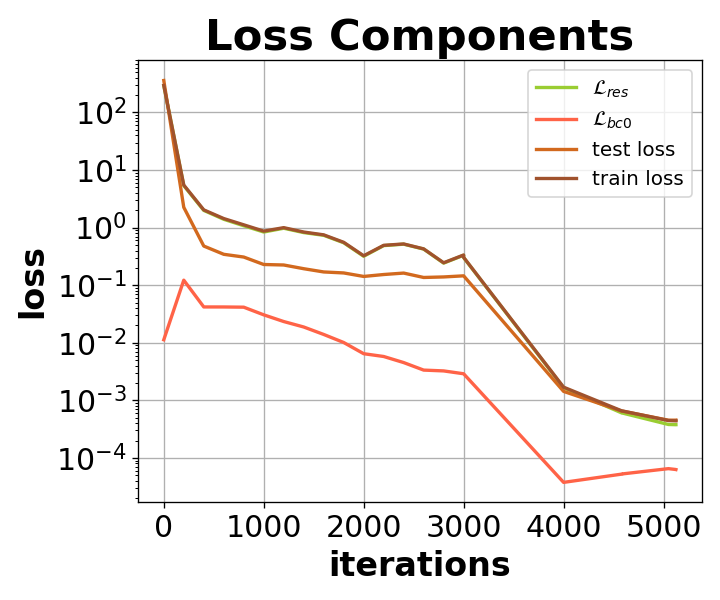 Loss Components
loss
10²
10¹
10⁰
10⁻¹
10⁻²
10⁻³
10⁻⁴
ℒ_res
ℒ_bc0
test loss
train loss
0 1000 2000 3000 4000 5000
iterations